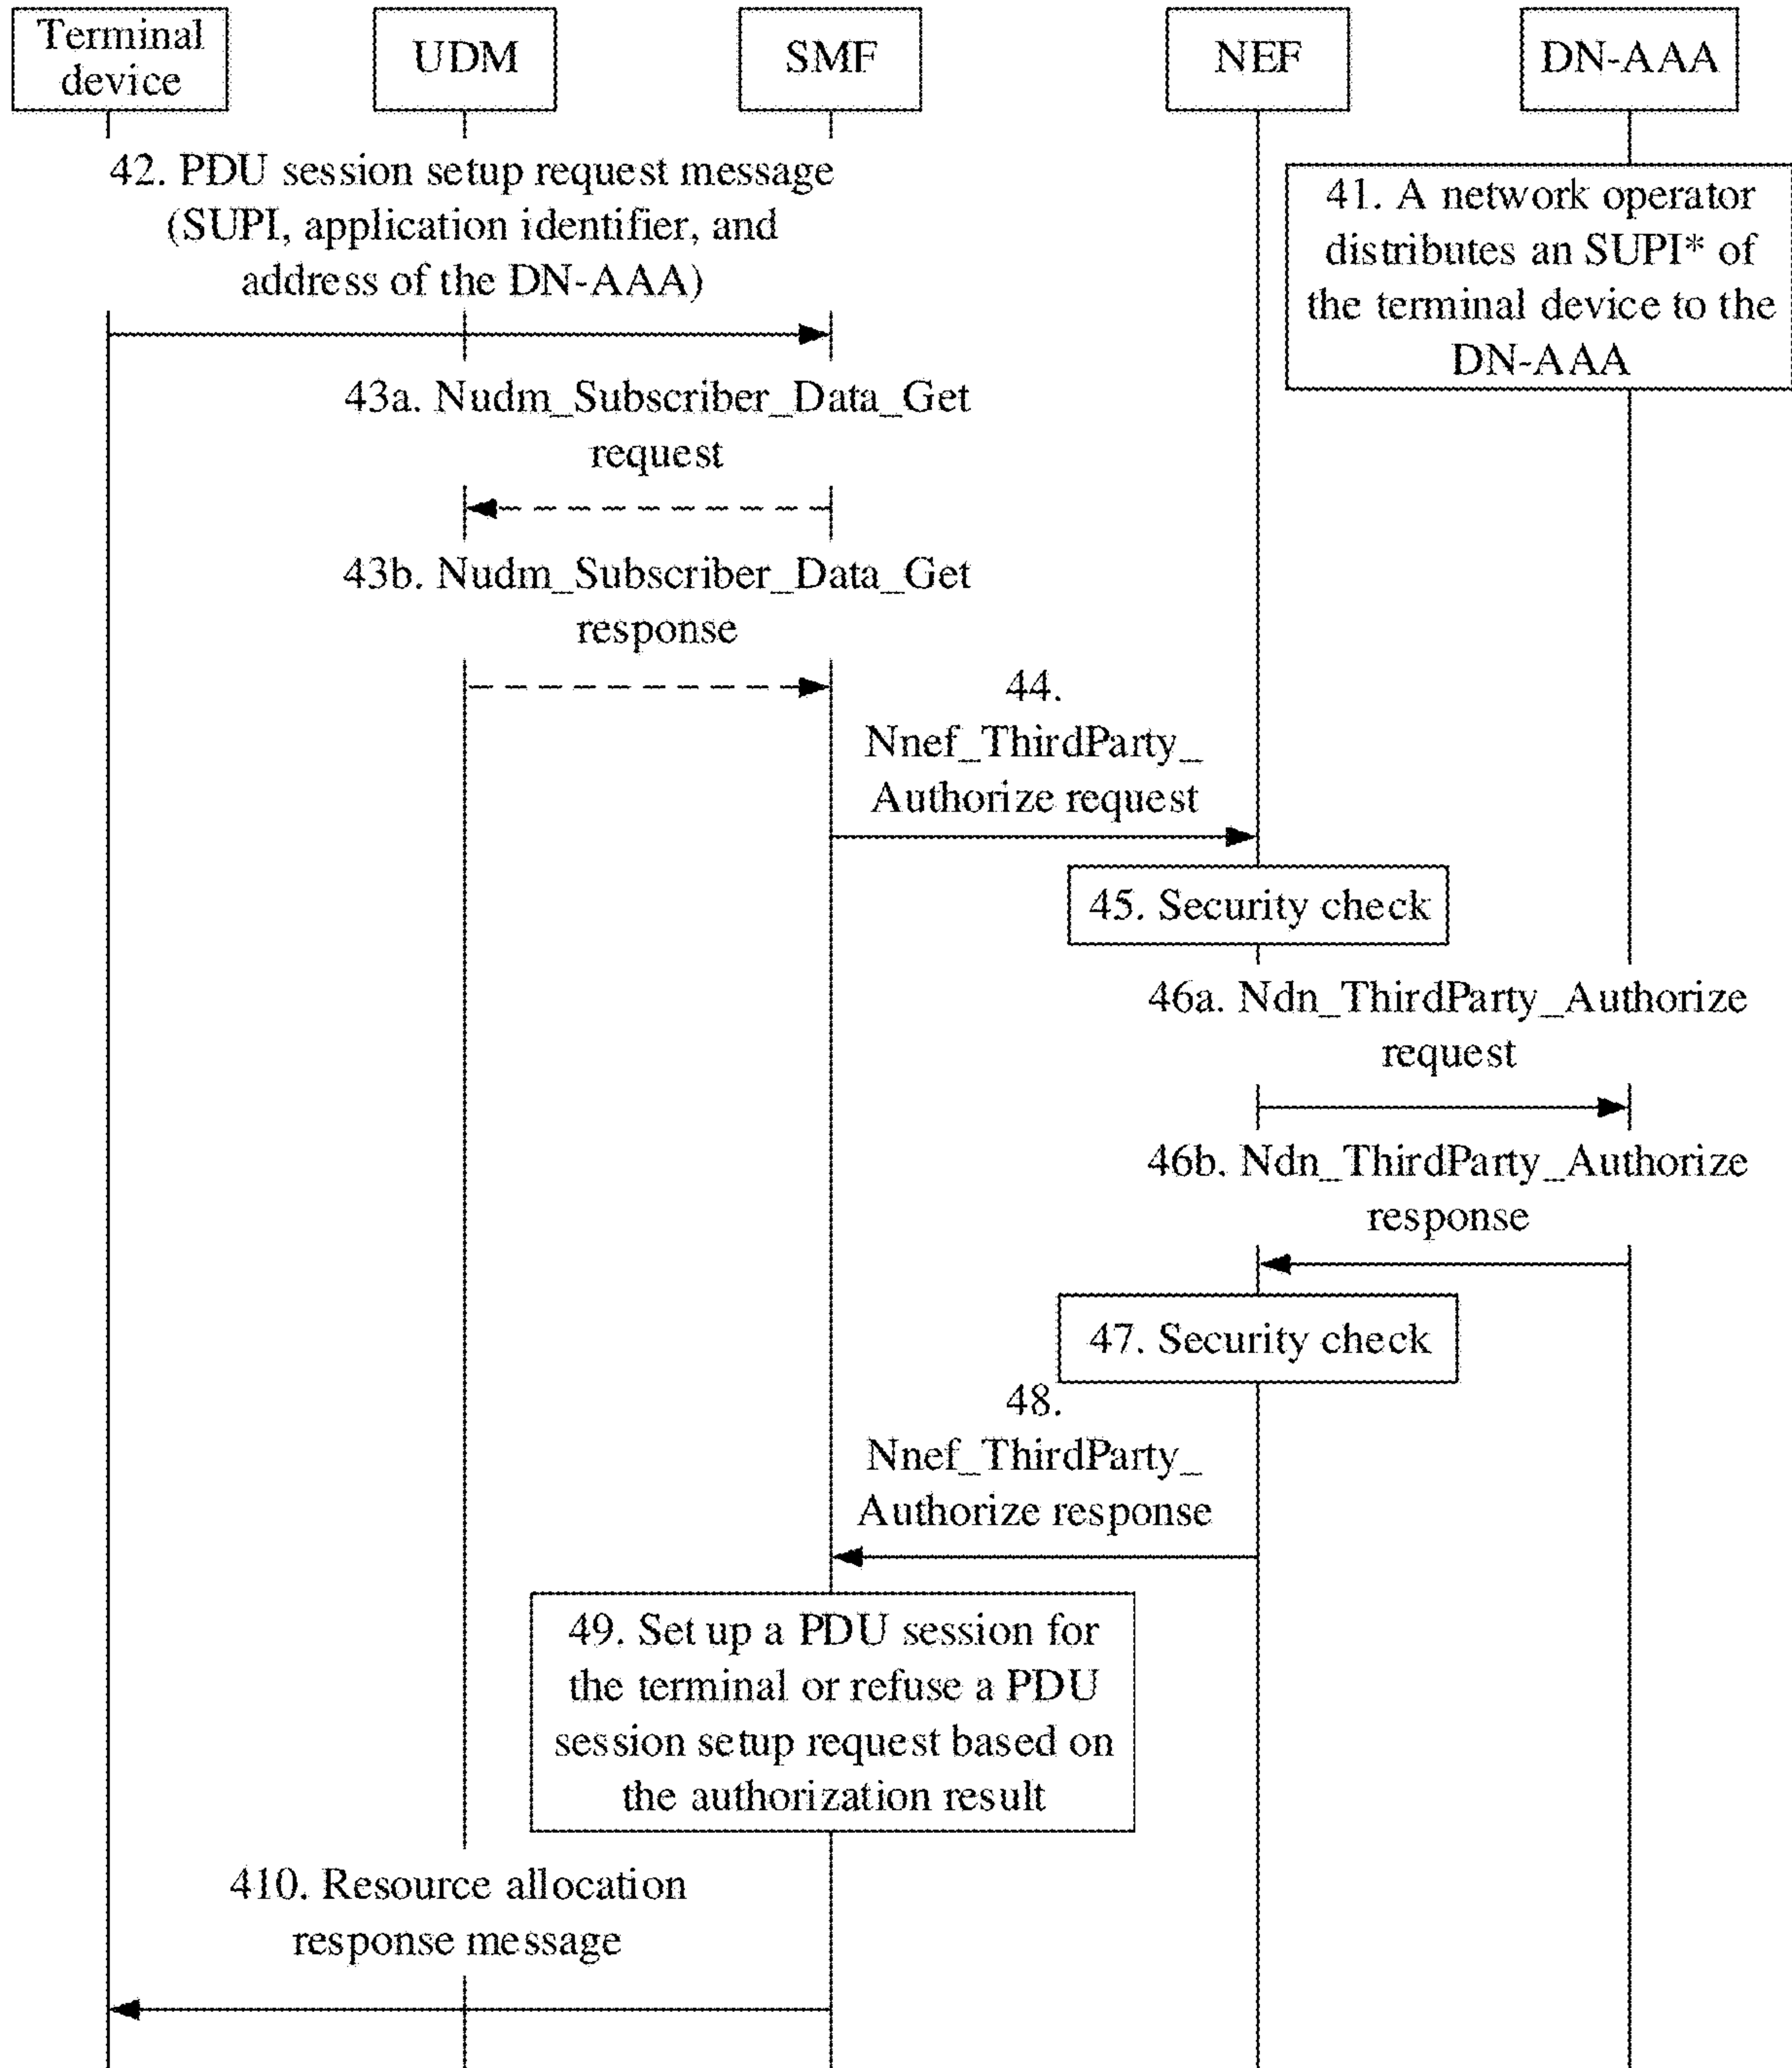 Terminal
device
UDM
SMF
NEF
DN-AAA
42. PDU session setup request message
(SUPI, application identifier, and
address of the DN-AAA)
41. A network operator
distributes an SUPI* of
the terminal device to the
DN-AAA
43a. Nudm_Subscriber_Data_Get
request
43b. Nudm_Subscriber_Data_Get
response
44.
Nnef_ThirdParty_
Authorize request
45. Security check
46a. Ndn_ThirdParty_Authorize
request
46b. Ndn_ThirdParty_Authorize
response
47. Security check
48.
Nnef_ThirdParty_
Authorize response
49. Set up a PDU session for
the terminal or refuse a PDU
session setup request based on
the authorization result
410. Resource allocation
response message